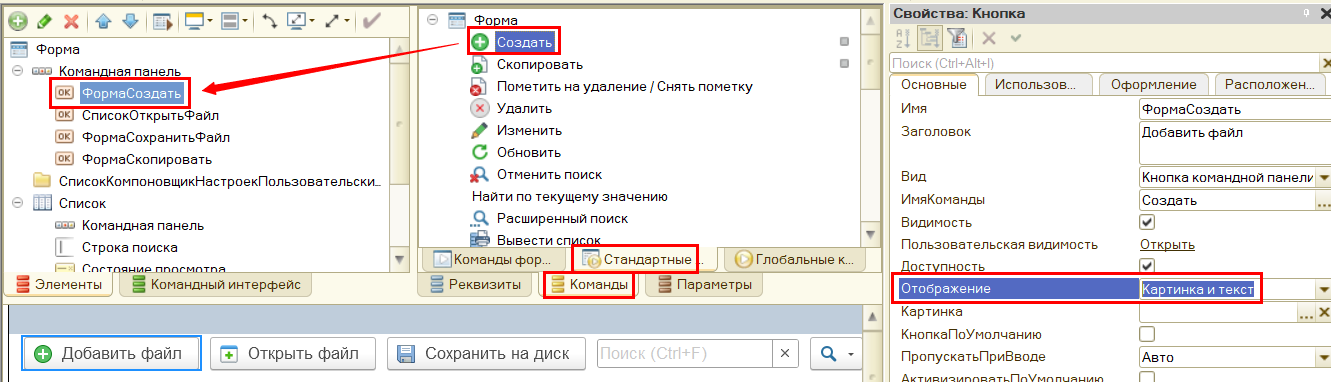 Форма
Командная панель
ФормаСоздать
СписокОткрытьФайл
ФормаСохранитьФайл
ФормаСкопировать
СписокКомпоновщикНастроекПользовательски...
Список
Командная панель
Строка поиска
Состояние просмотра
Элементы
Командный интерфейс
Форма
Создать
Скопировать
Пометить на удаление / Снять пометку
Удалить
Изменить
Обновить
Отменить поиск
Найти по текущему значению
Расширенный поиск
Вывести список
Команды фор...
Стандартные ...
Глобальные к...
Реквизиты
Команды
Параметры
Добавить файл
Открыть файл
Сохранить на диск
Поиск (Ctrl+F)
Свойства: Кнопка
Поиск (Ctrl+Alt+I)
Основные
Использов...
Оформление
Расположен...
Имя ФормаСоздать
Заголовок Добавить файл
Вид Кнопка командной панели
ИмяКоманды Создать
Видимость
Пользовательская видимость Открыть
Доступность
Отображение Картинка и текст
Картинка
КнопкаПоУмолчанию
ПропускатьПриВводе Авто
АктивизироватьПоУмолчанию